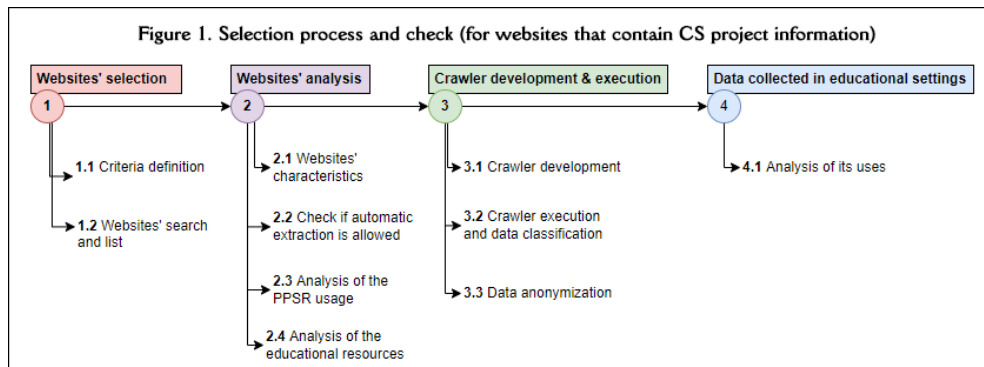 Figure 1. Selection process and check (for websites that contain CS project information)
Websites' selection
1
1.1 Criteria definition
1.2 Websites' search
and list
Websites' analysis
2
2.1 Websites'
characteristics
2.2 Check if automatic
extraction is allowed
2.3 Analysis of the
PPSR usage
2.4 Analysis of the
educational resources
Crawler development & execution
3
3.1 Crawler development
3.2 Crawler execution
and data classification
3.3 Data anonymization
Data collected in educational settings
4
4.1 Analysis of its uses